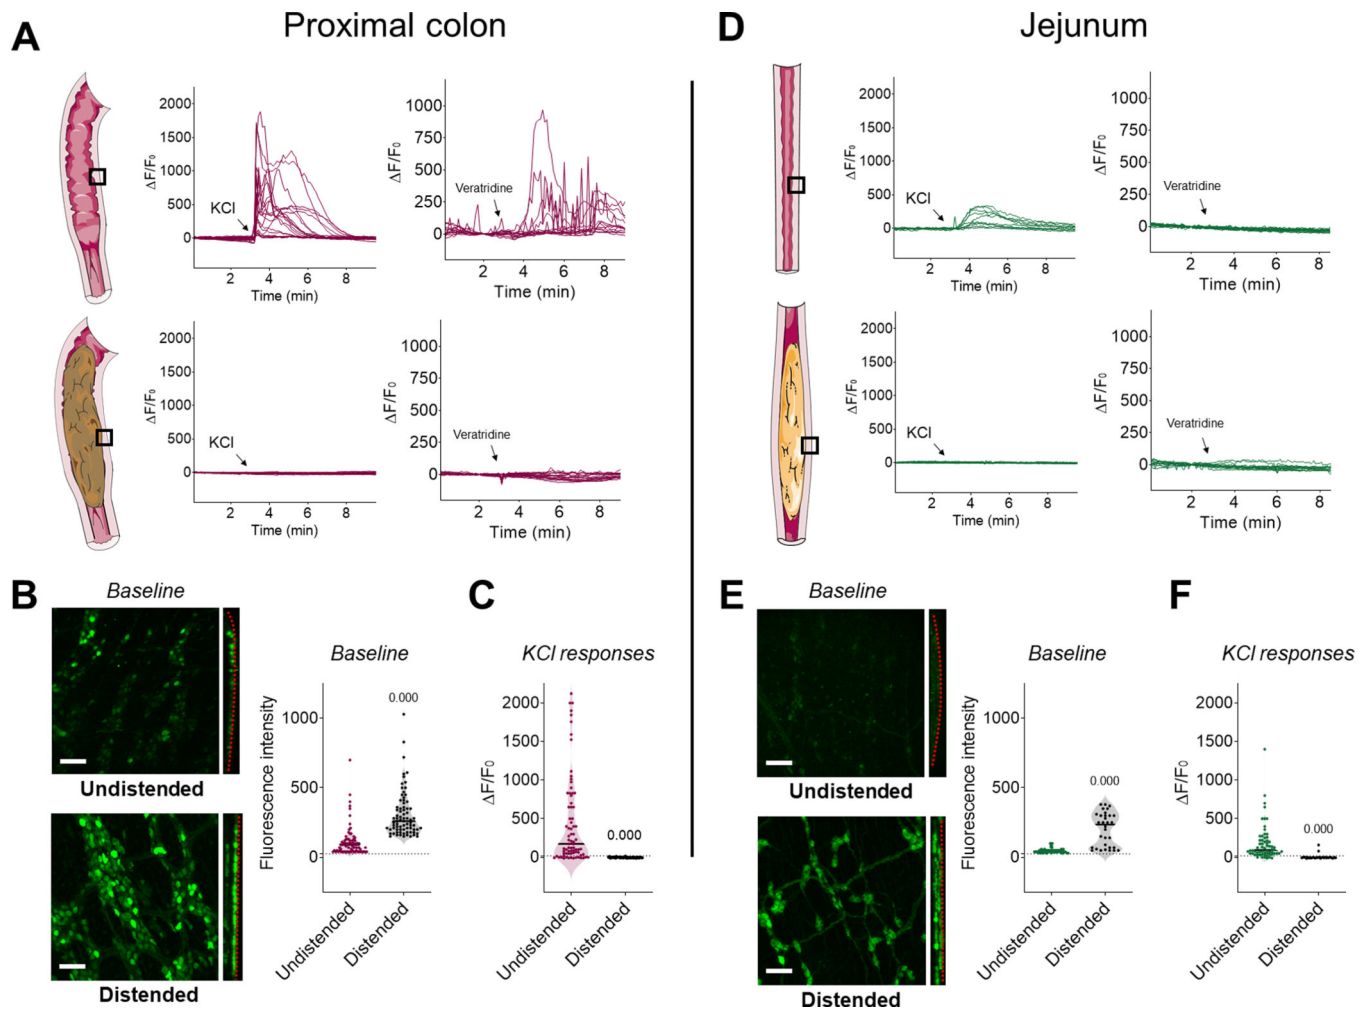 A
Proximal colon
2000
1500
1000
500
0
ΔF/F₀
KCl
2 4 6 8
Time (min)
1000
750
500
250
0
ΔF/F₀
Veratridine
2 4 6 8
Time (min)
2000
1500
1000
500
0
ΔF/F₀
KCl
2 4 6 8
Time (min)
1000
750
500
250
0
ΔF/F₀
Veratridine
2 4 6 8
Time (min)
B
Baseline
Undistended
Distended
Baseline
Fluorescence intensity
1000
500
0
0.000
Undistended
Distended
C
KCl responses
ΔF/F₀
2000
1500
1000
500
0
0.000
Undistended
Distended
D
Jejunum
2000
1500
1000
500
0
ΔF/F₀
KCl
2 4 6 8
Time (min)
1000
750
500
250
0
ΔF/F₀
Veratridine
2 4 6 8
Time (min)
2000
1500
1000
500
0
ΔF/F₀
KCl
2 4 6 8
Time (min)
1000
750
500
250
0
ΔF/F₀
Veratridine
2 4 6 8
Time (min)
E
Baseline
Undistended
Distended
Baseline
Fluorescence intensity
1000
500
0
0.000
Undistended
Distended
F
KCl responses
ΔF/F₀
2000
1500
1000
500
0
0.000
Undistended
Distended